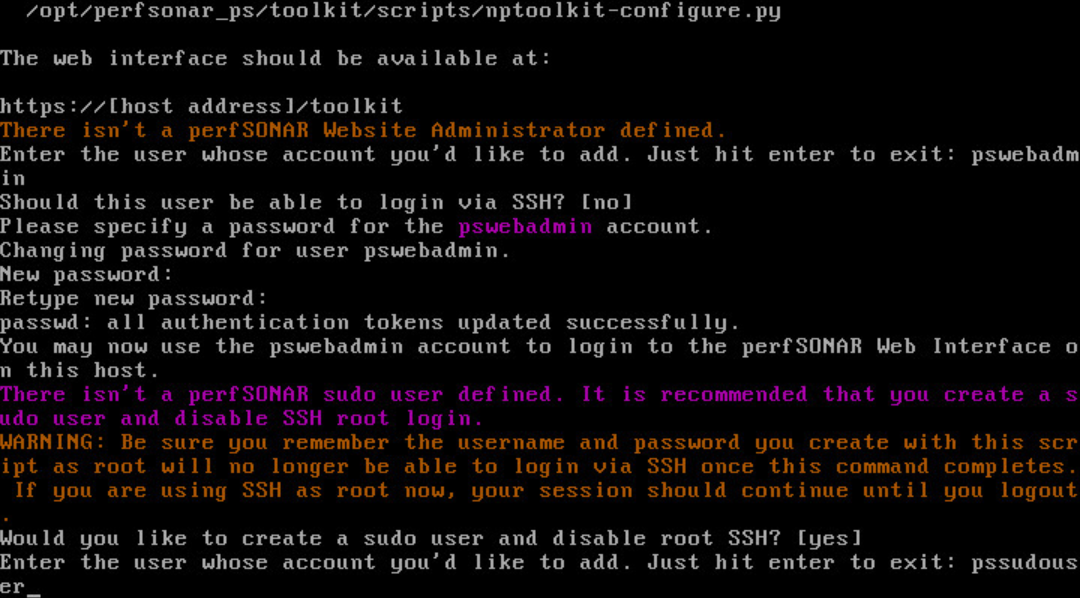 /opt/perfsonar_ps/toolkit/scripts/nptoolkit-configure.py
The web interface should be available at:
https://[host address]/toolkit
There isn't a perfSONAR Website Administrator defined.
Enter the user whose account you'd like to add. Just hit enter to exit: pswebadm
in
Should this user be able to login via SSH? [no]
Please specify a password for the pswebadmin account.
Changing password for user pswebadmin.
New password:
Retype new password:
passwd: all authentication tokens updated successfully.
You may now use the pswebadmin account to login to the perfSONAR Web Interface o
n this host.
There isn't a perfSONAR sudo user defined. It is recommended that you create a s
udo user and disable SSH root login.
WARNING: Be sure you remember the username and password you create with this scr
ipt as root will no longer be able to login via SSH once this command completes.
 If you are using SSH as root now, your session should continue until you logout
.
Would you like to create a sudo user and disable root SSH? [yes]
Enter the user whose account you'd like to add. Just hit enter to exit: pssudous
er_